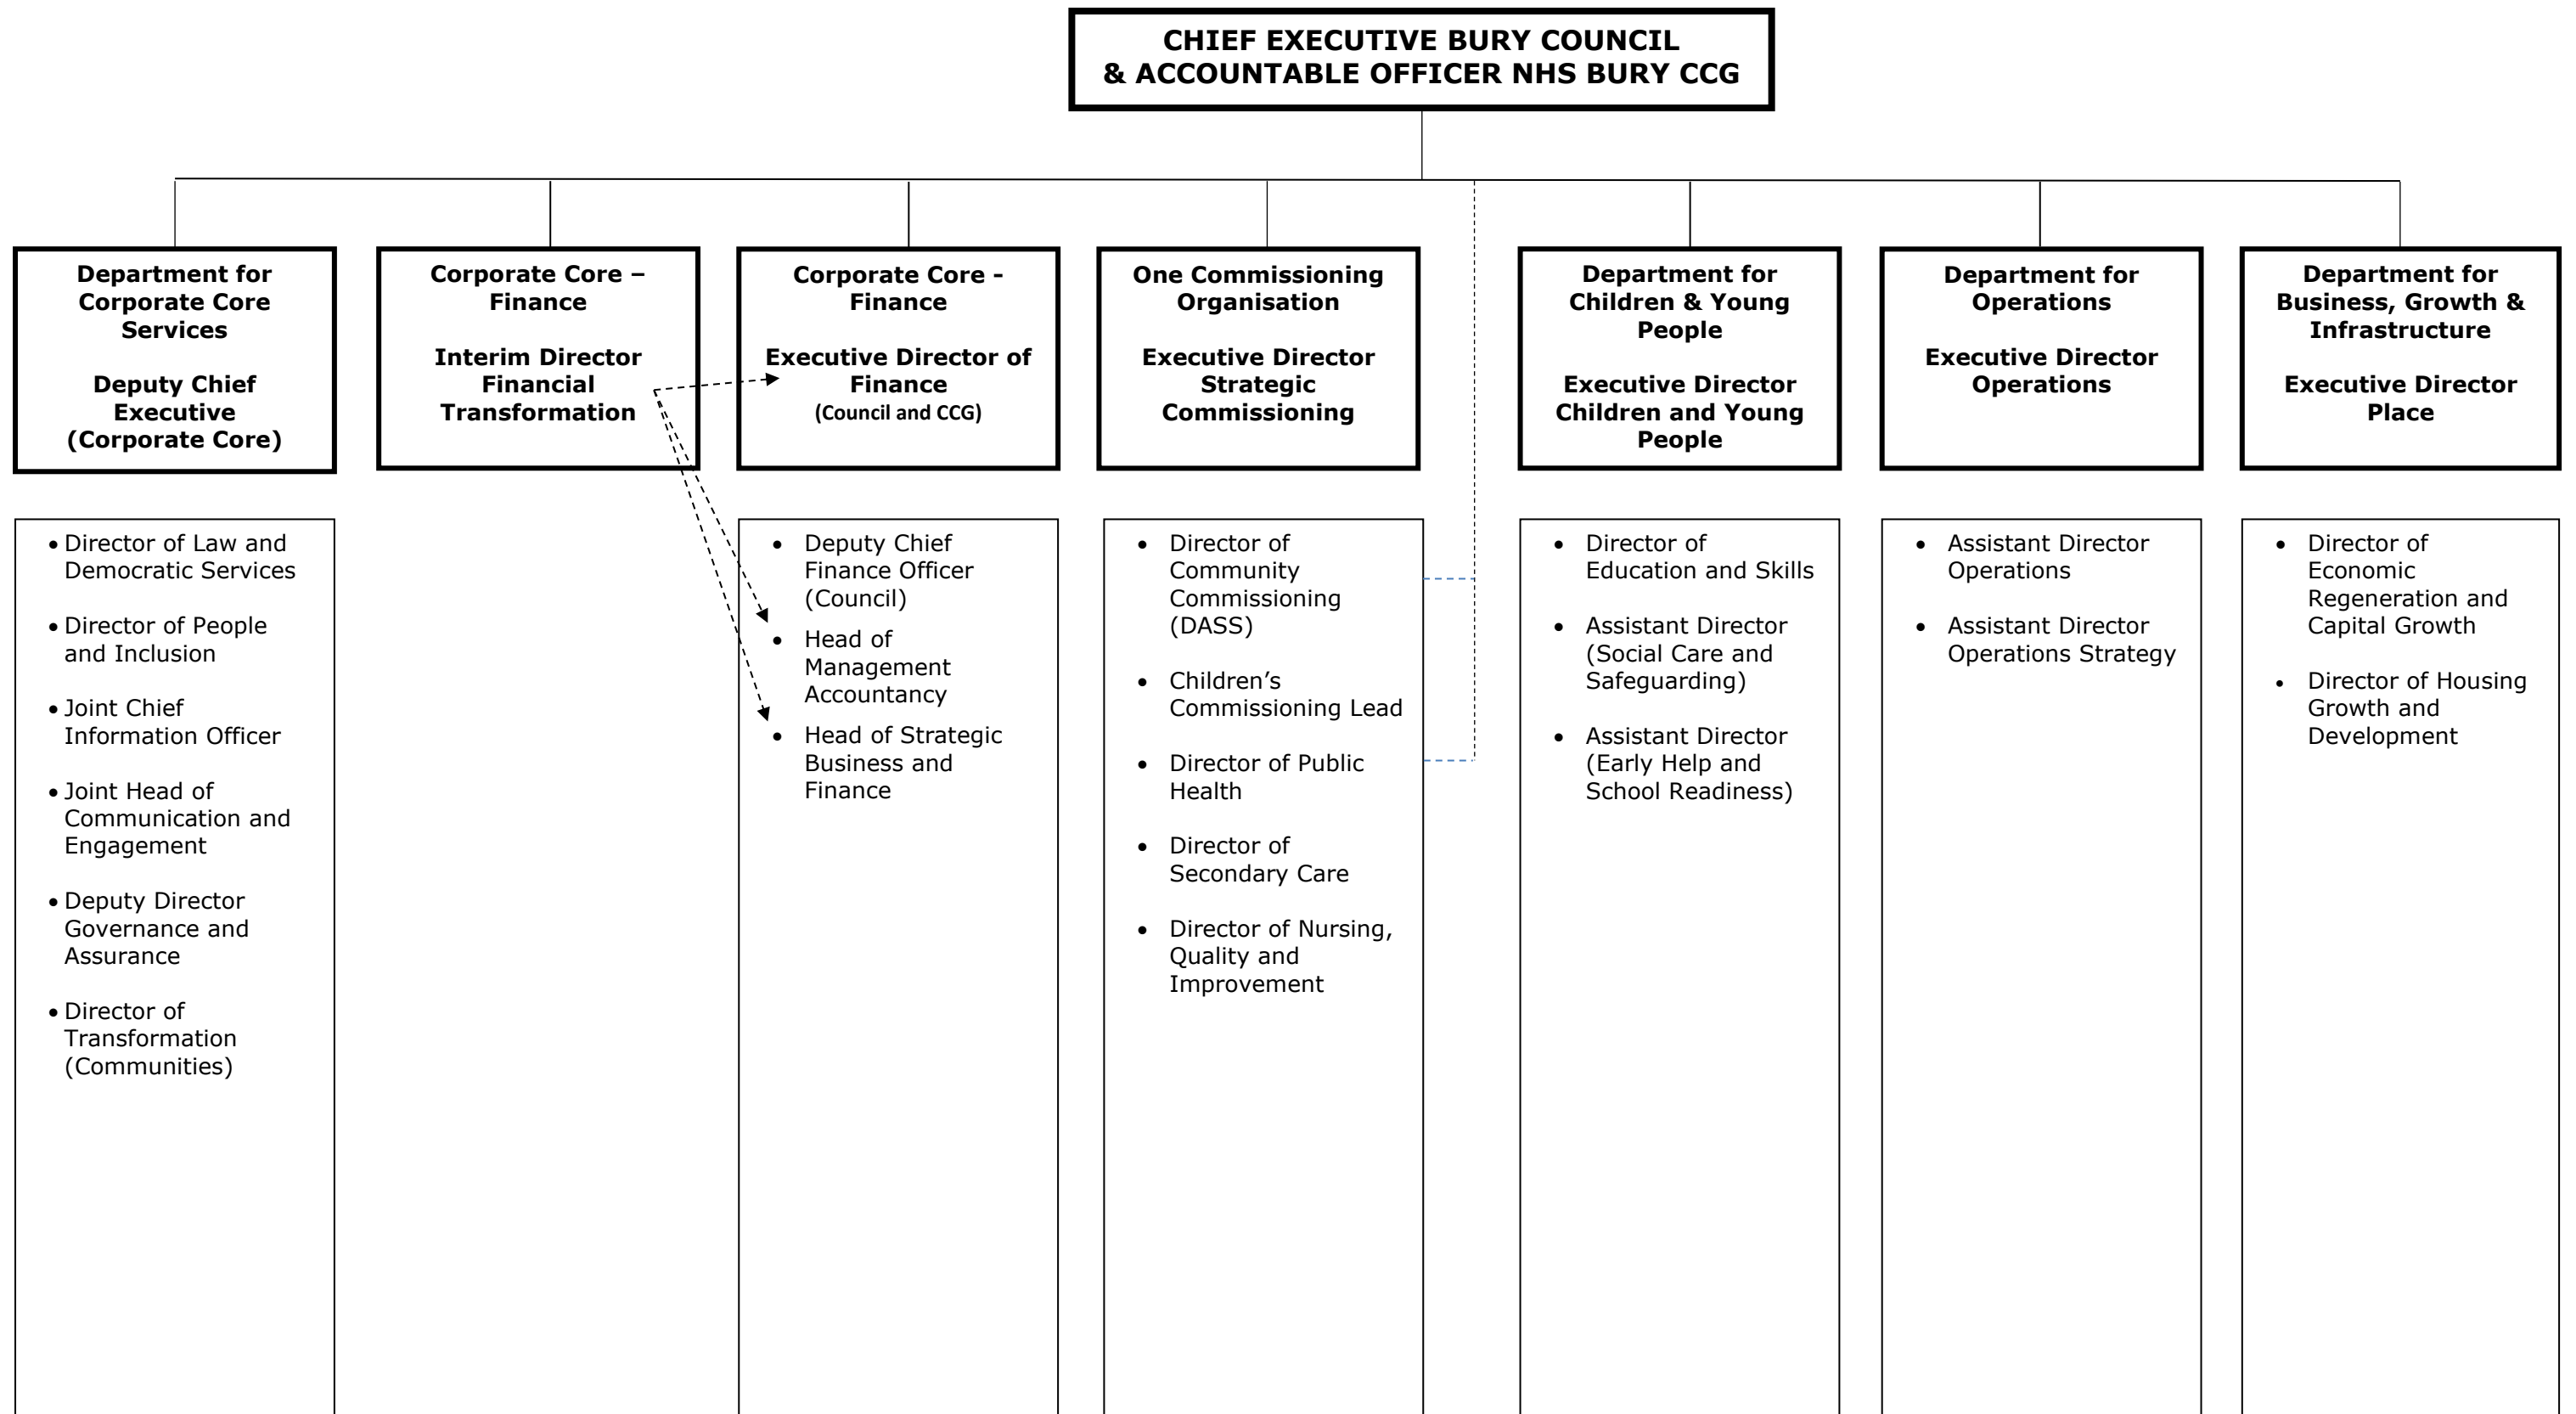 CHIEF EXECUTIVE BURY COUNCIL
& ACCOUNTABLE OFFICER NHS BURY CCG
Department for
Corporate Core
Services
Deputy Chief
Executive
(Corporate Core)
Corporate Core –
Finance
Interim Director
Financial
Transformation
Corporate Core -
Finance
Executive Director of
Finance
(Council and CCG)
One Commissioning
Organisation
Executive Director
Strategic
Commissioning
Department for
Children & Young
People
Executive Director
Children and Young
People
Department for
Operations
Executive Director
Operations
Department for
Business, Growth &
Infrastructure
Executive Director
Place
• Director of Law and
Democratic Services
• Director of People
and Inclusion
• Joint Chief
Information Officer
• Joint Head of
Communication and
Engagement
• Deputy Director
Governance and
Assurance
• Director of
Transformation
(Communities)
• Deputy Chief
Finance Officer
(Council)
• Head of
Management
Accountancy
• Head of Strategic
Business and
Finance
• Director of
Community
Commissioning
(DASS)
• Children’s
Commissioning Lead
• Director of Public
Health
• Director of
Secondary Care
• Director of Nursing,
Quality and
Improvement
• Director of
Education and Skills
• Assistant Director
(Social Care and
Safeguarding)
• Assistant Director
(Early Help and
School Readiness)
• Assistant Director
Operations
• Assistant Director
Operations Strategy
• Director of
Economic
Regeneration and
Capital Growth
• Director of Housing
Growth and
Development